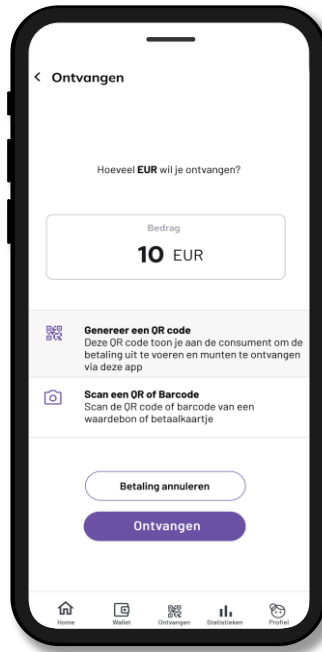 Ontvangen
Hoeveel EUR wil je ontvangen?
Bedrag
10 EUR
Genereer een QR code
Deze QR code toon je aan de consument om de
betaling uit te voeren en munten te ontvangen
via deze app
Scan een QR of Barcode
Scan de QR code of barcode van een
waardebon of betaalkaartje
Betaling annuleren
Ontvangen
Home Wallet Ontvangen Statistieken Profiel